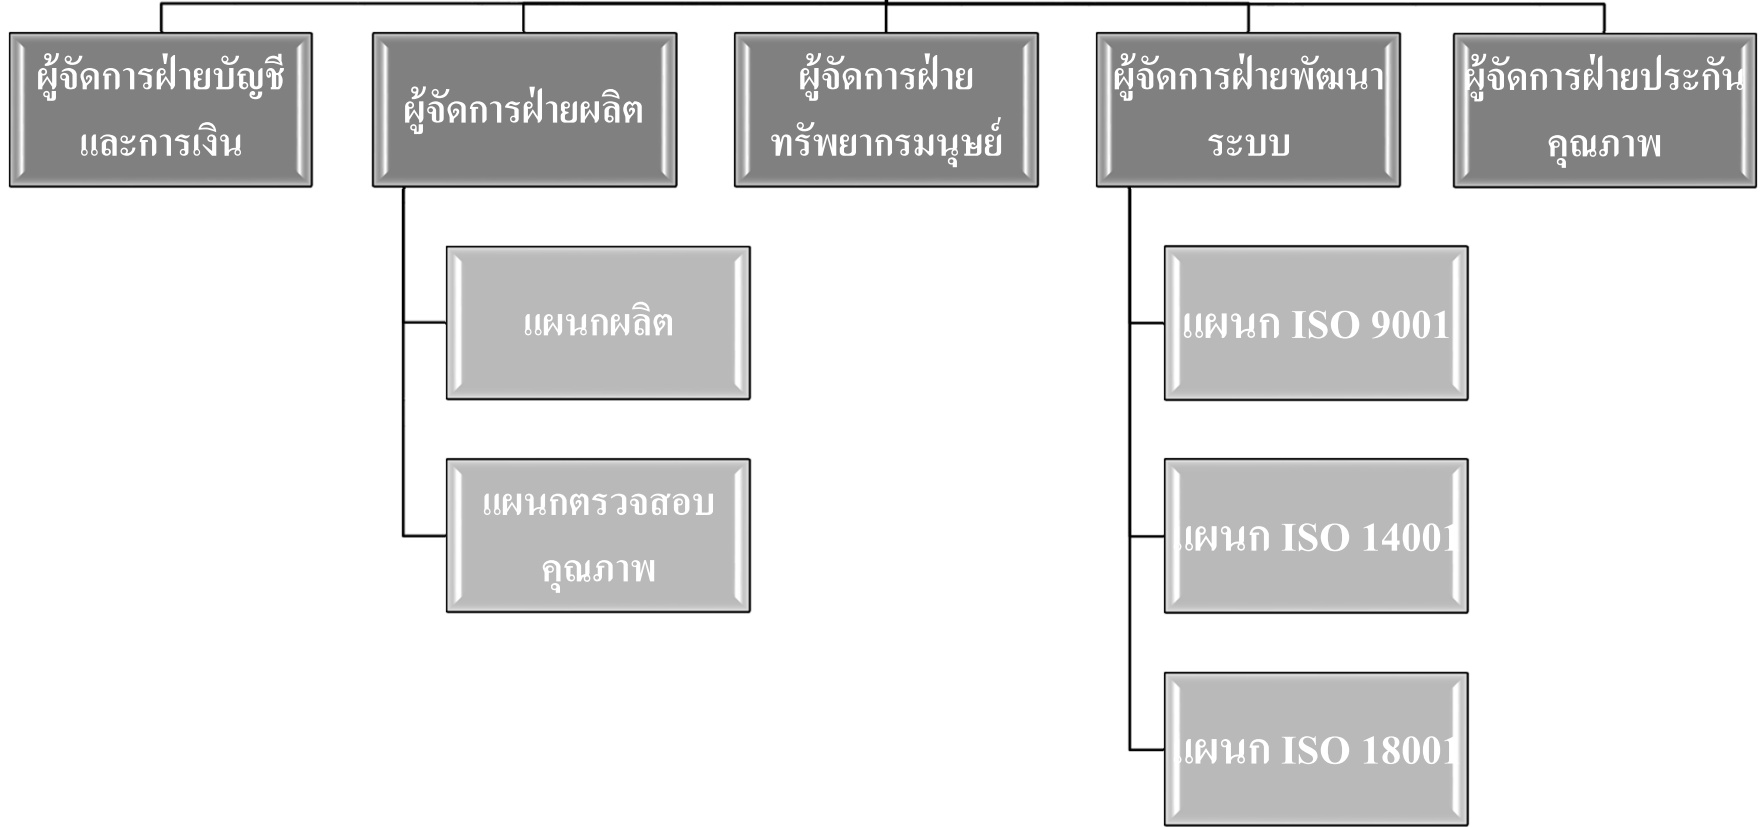 ผู้จัดการฝ่ายบัญชี
และการเงิน
ผู้จัดการฝ่ายผลิต
ผู้จัดการฝ่าย
ทรัพยากรมนุษย์
ผู้จัดการฝ่ายพัฒนา
ระบบ
ผู้จัดการฝ่ายประกัน
คุณภาพ
แผนกผลิต
แผนกตรวจสอบ
คุณภาพ
แผนก ISO 9001
แผนก ISO 14001
แผนก ISO 18001